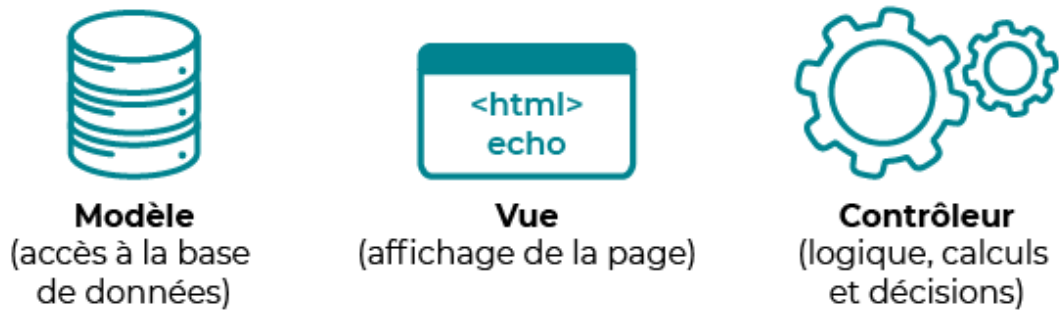 <html>
echo
Modèle
(accès à la base
de données)
Vue
(affichage de la page)
Contrôleur
(logique, calculs
et décisions)